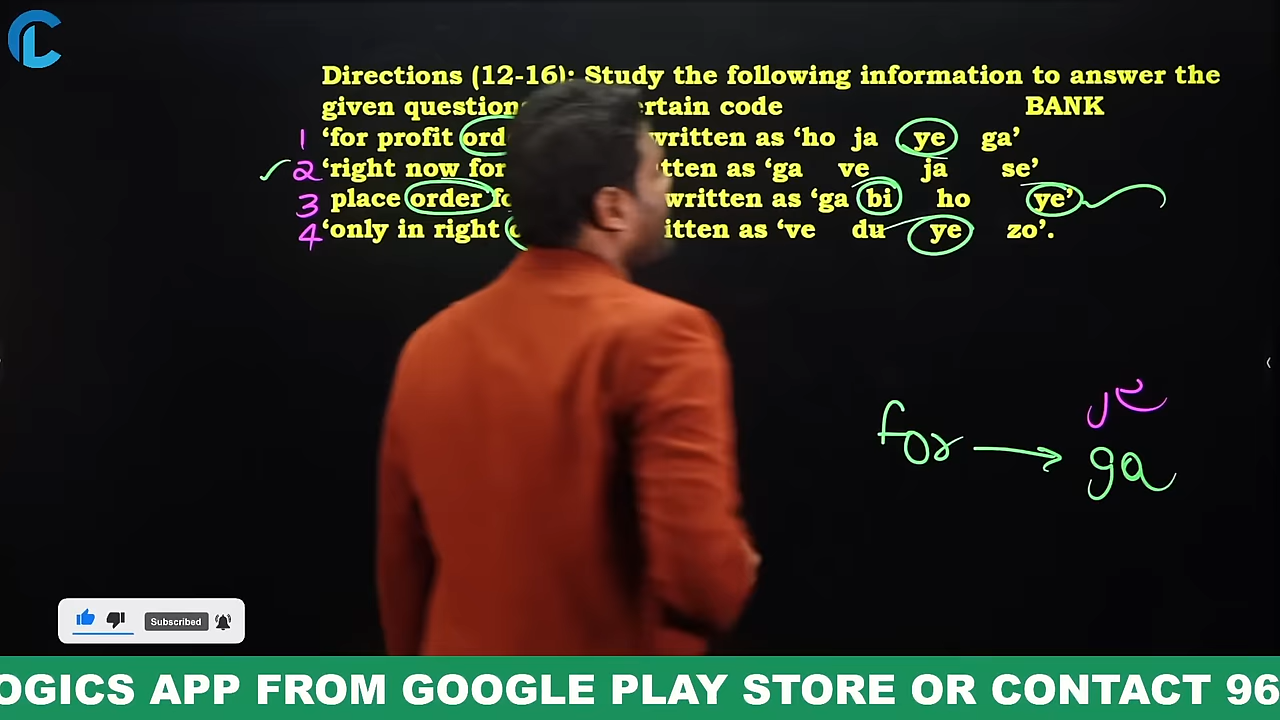 Directions (12-16): Study the following information to answer the
given question ertain code BANK
1 ‘for profit ord written as ‘ho ja ye ga’
2 ‘right now for tten as ‘ga ve ja se’
3 place order fo written as ‘ga bi ho ye’
4 ‘only in right itten as ‘ve du ye zo’.
ve
for → ga
Subscribed
OGICS APP FROM GOOGLE PLAY STORE OR CONTACT 96